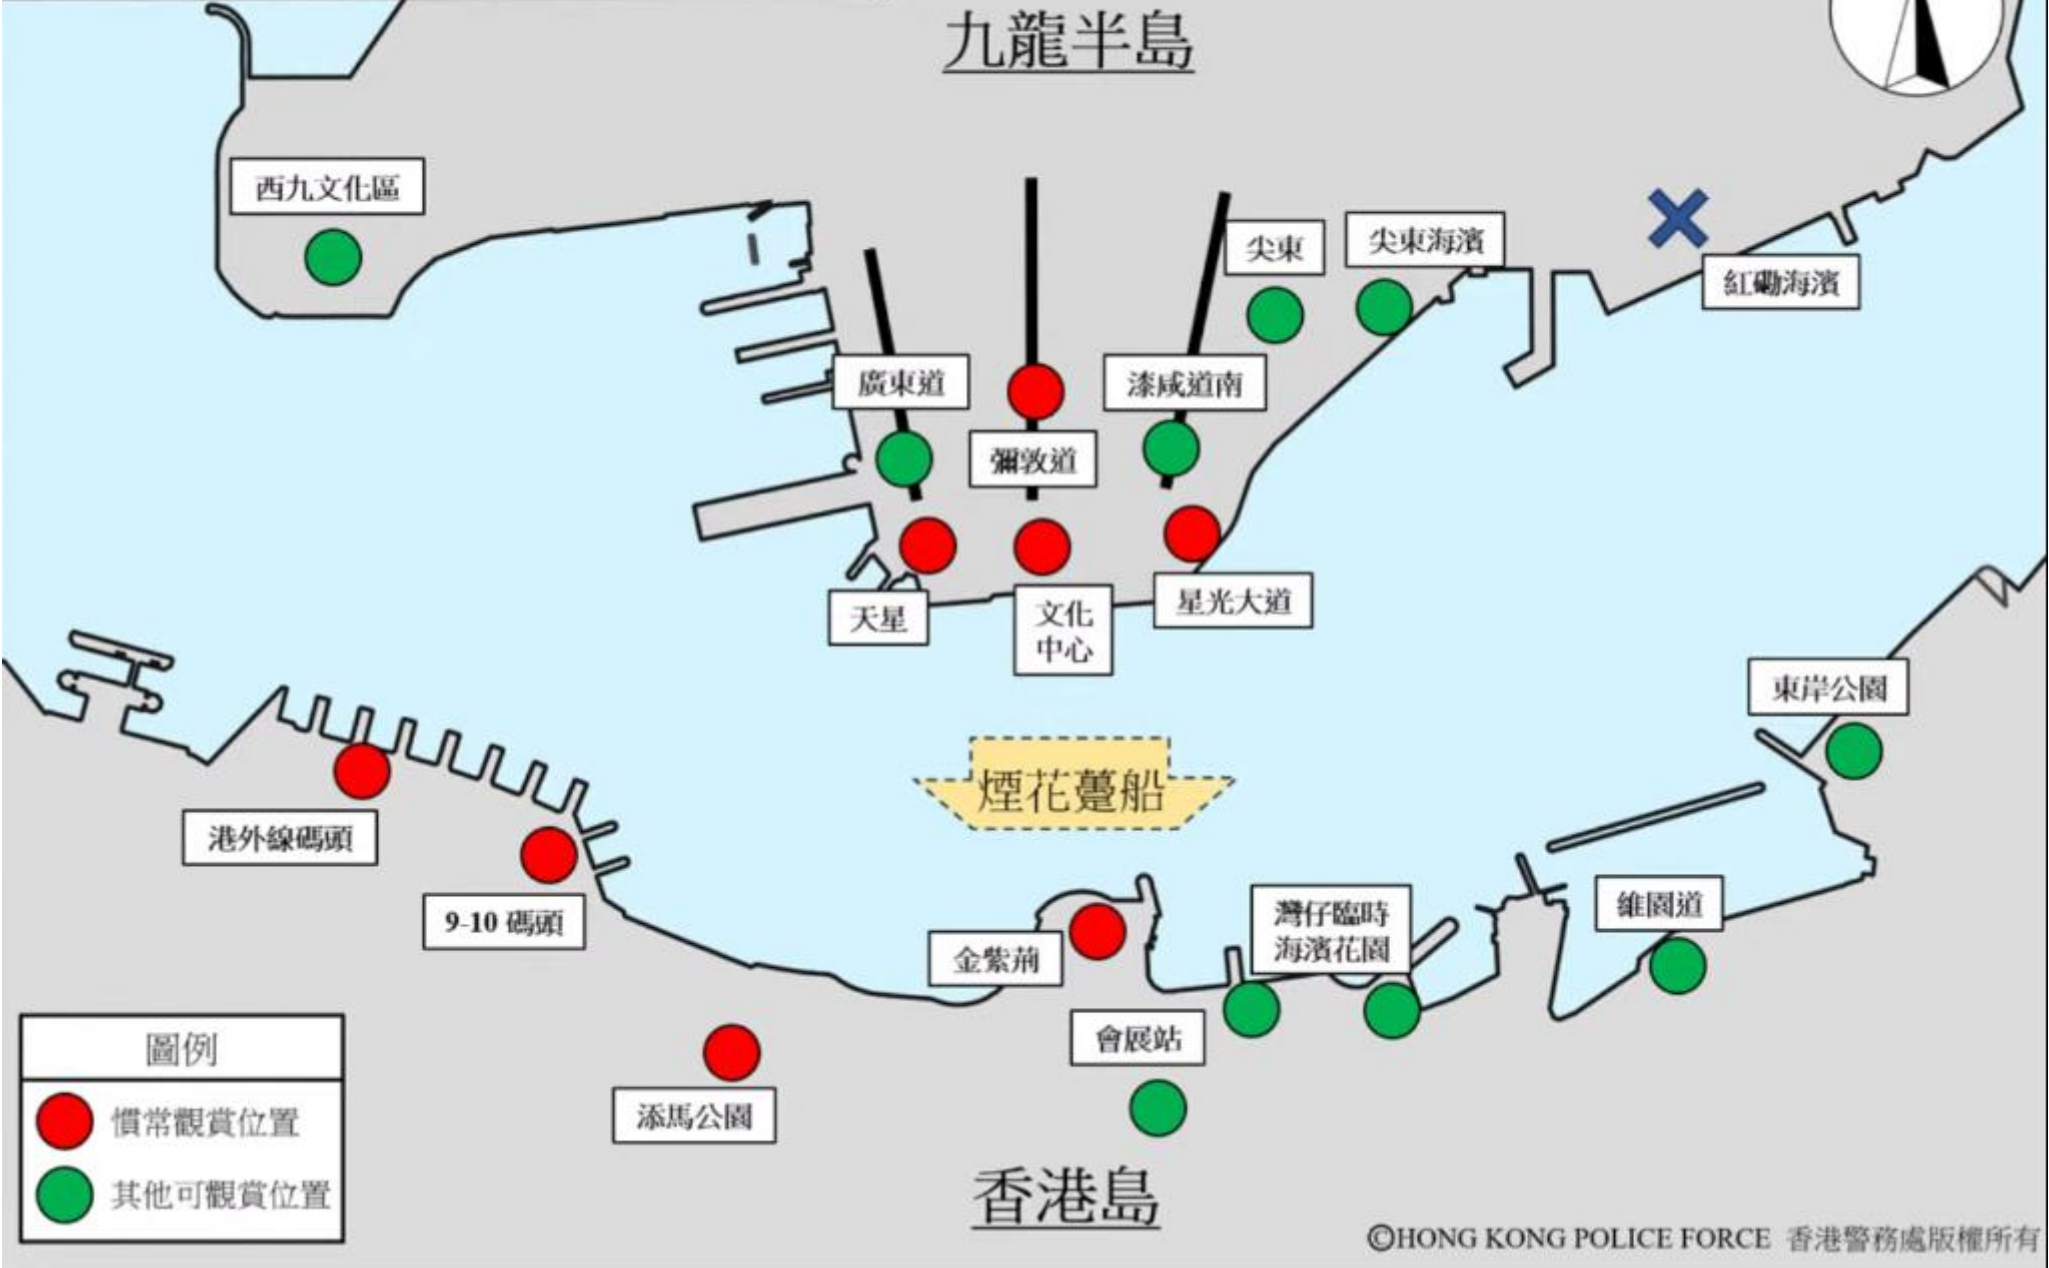 九龍半島
西九文化區
尖東
尖東海濱
紅磡海濱
廣東道
漆咸道南
彌敦道
天星
文化
中心
星光大道
東岸公園
煙花躉船
港外線碼頭
9-10 碼頭
金紫荊
灣仔臨時
海濱花園
維園道
會展站
添馬公園
圖例
慣常觀賞位置
其他可觀賞位置
香港島
©HONG KONG POLICE FORCE 香港警務處版權所有